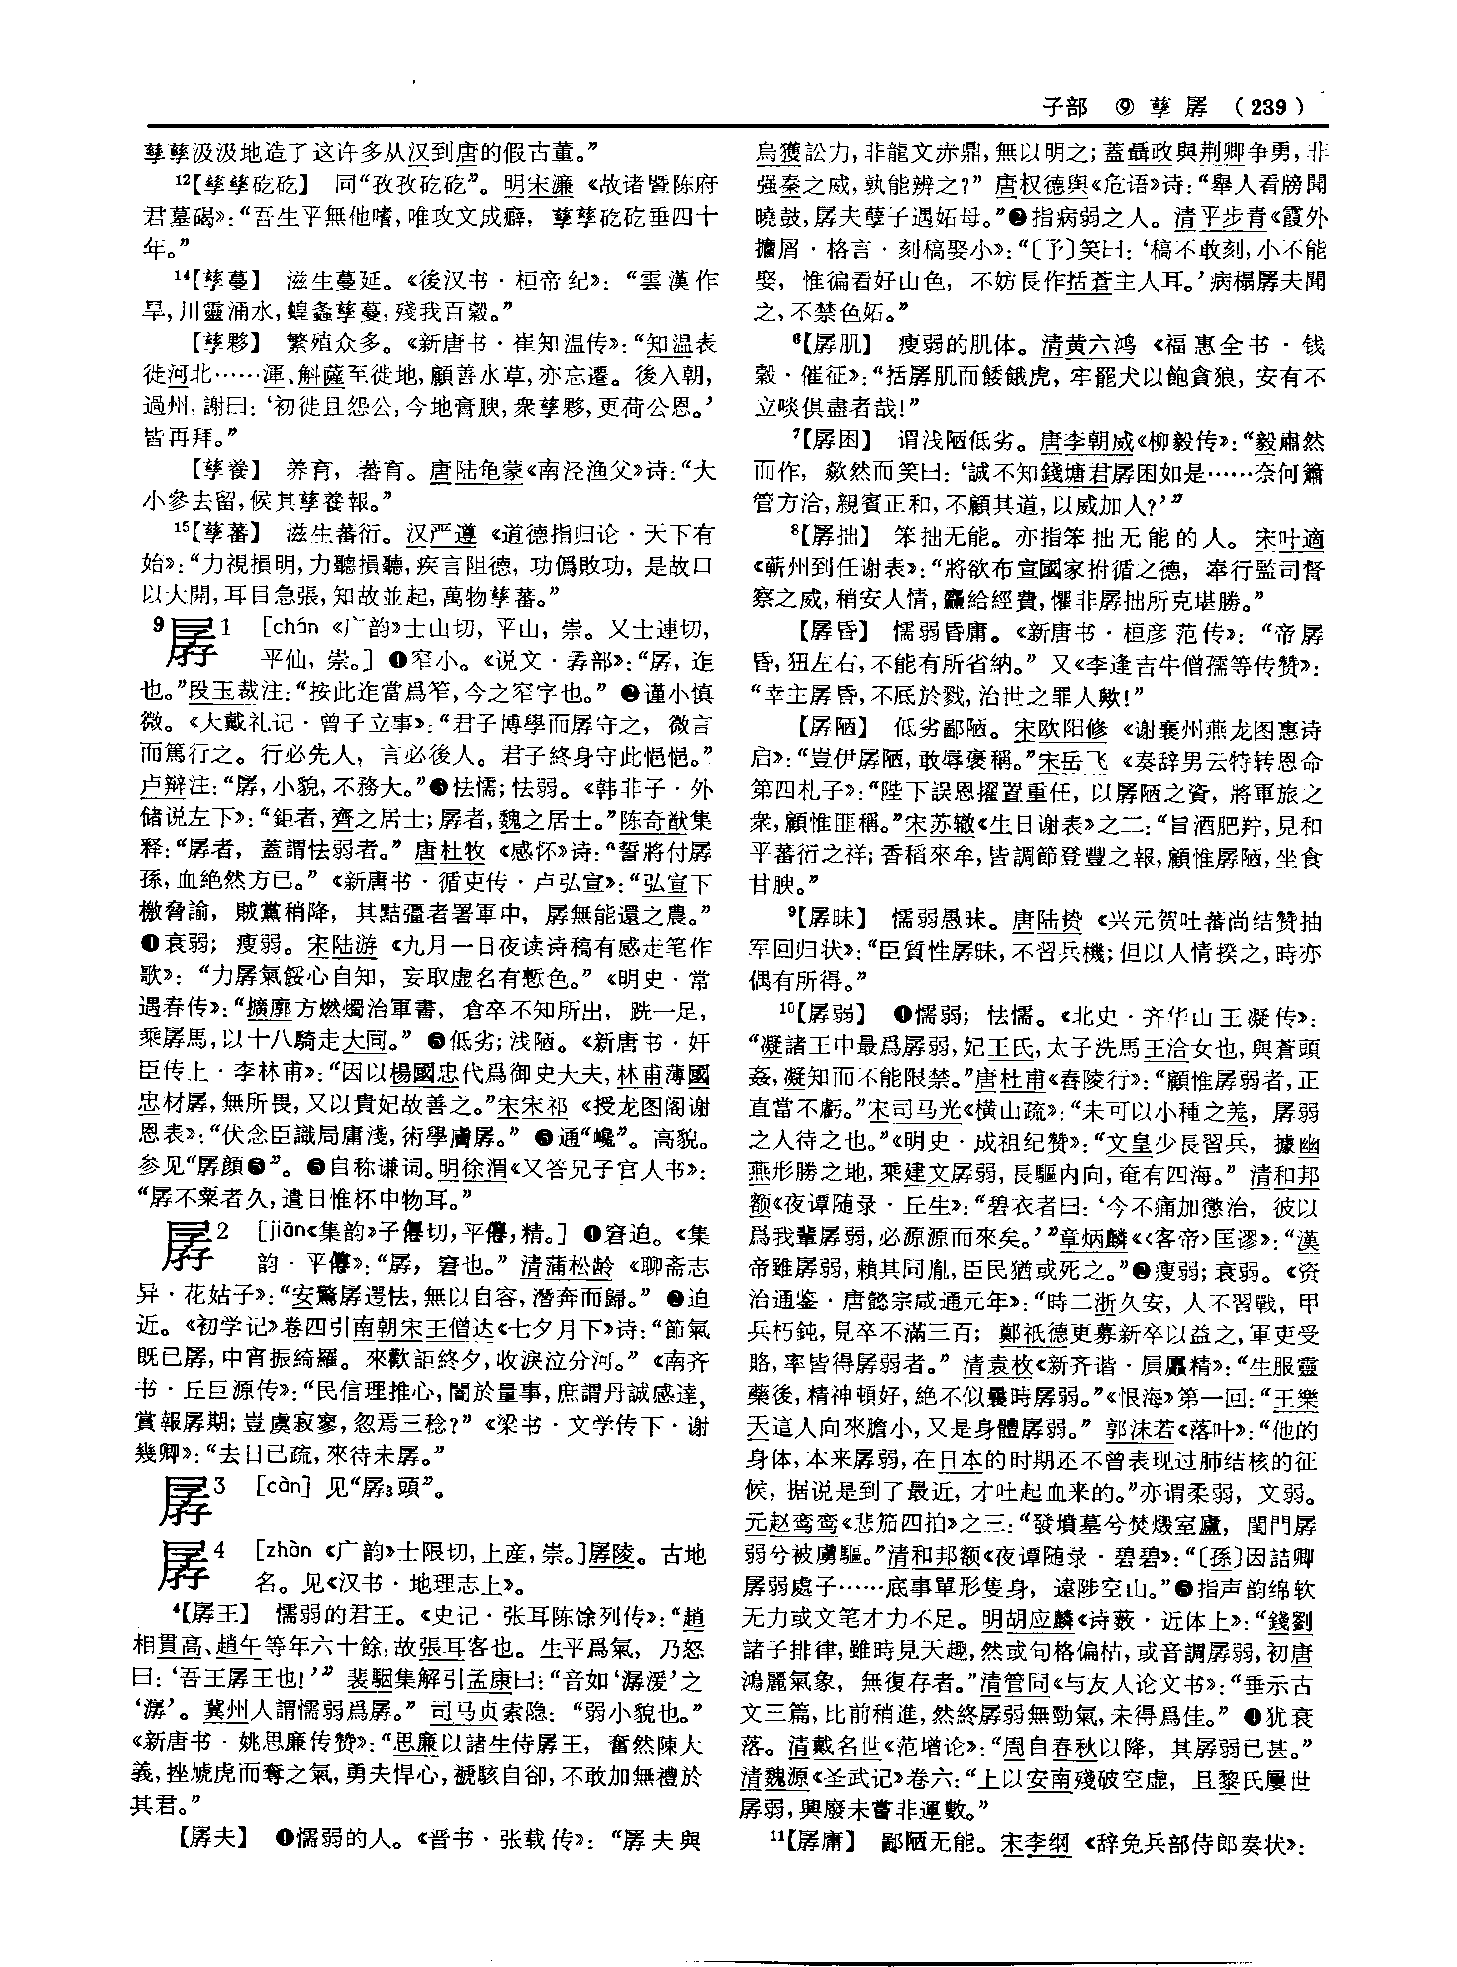 子部 ⑨ 孳 孱 （239）
孳孳汲汲地造了这许多从汉到唐的假古董。”
12【孳孳矻矻】 同“孜孜矻矻”。明宋濂《故诸暨陈府
君墓碣》：“吾生平無他嗜，唯攻文成癖，孳孳矻矻垂四十
年。”
14【孳蔓】 滋生蔓延。《後汉书·桓帝纪》：“雲漢作
旱，川靈涌水，蝗螽孳蔓，殘我百穀。”
【孳夥】 繁殖众多。《新唐书·崔知温传》：“知温表
徙河北……渾、斛薩至徙地，顧善水草，亦忘遷。後入朝，
過州，謝曰：‘初徙且怨公，今地膏腴，衆孳夥，更荷公恩。’
皆再拜。”
【孳養】 养育，蕃育。唐陆龟蒙《南泾渔父》诗：“大
小參去留，候其孳養報。”
15【孳蕃】 滋生蕃衍。汉严遵《道德指归论·天下有
始》：“力視損明，力聽損聽，疾言阻德，功僞敗功，是故口
以大開，耳目急張，知故並起，萬物孳蕃。”
9孱1 ［chán《广韵》士山切，平山，崇。又士連切，
平仙，崇。］❶窄小。《说文·孨部》：“孱，迮
也。”段玉裁注：“按此迮當爲笮，今之窄字也。”❷谨小慎
微。《大戴礼记·曾子立事》：“君子博學而孱守之，微言
而篤行之。行必先人，言必後人。君子終身守此悒悒。”
卢辩注：“孱，小貌，不務大。”❸怯懦；怯弱。《韩非子·外
储说左下》：“鉅者，齊之居士；孱者，魏之居士。”陈奇猷集
释：“孱者，蓋謂怯弱者。”唐杜牧《感怀》诗：“誓將付孱
孫，血絶然方已。”《新唐书·循吏传·卢弘宣》：“弘宣下
檄脅諭，賊黨稍降，其黠彊者署軍中，孱無能還之農。”
❹衰弱；瘦弱。宋陆游《九月一日夜读诗稿有感走笔作
歌》：“力孱氣餒心自知，妄取虚名有慙色。”《明史·常
遇春传》：“擴廓方燃燭治軍書，倉卒不知所出，跣一足，
乘孱馬，以十八騎走大同。”❺低劣；浅陋。《新唐书·奸
臣传上·李林甫》：“因以楊國忠代爲御史大夫，林甫薄國
忠材孱，無所畏，又以貴妃故善之。”宋宋祁《授龙图阁谢
恩表》：“伏念臣識局庸淺，術學膚孱。”❻通“巉”。高貌。
参见“孱顔❸”。❼自称谦词。明徐渭《又答兄子官人书》：
“孱不粟者久，遣日惟杯中物耳。”
孱2 ［jiān《集韵》子僊切，平僊，精。］❶窘迫。《集
韵·平僊》：“孱，窘也。”清蒲松龄《聊斋志
异·花姑子》：“安驚孱遻怯，無以自容，潛奔而歸。”❷迫
近。《初学记》卷四引南朝宋王僧达《七夕月下》诗：“節氣
既已孱，中宵振綺羅。來歡詎終夕，收淚泣分河。”《南齐
书·丘巨源传》：“民信理推心，闇於量事，庶謂丹誠感達，
賞報孱期；豈虞寂寥，忽焉三稔？”《梁书·文学传下·谢
幾卿》：“去日已疏，來待未孱。”
孱3 ［càn］见“孱3頭”。
孱4 ［zhàn《广韵》士限切，上産，崇。］孱陵。古地
名。见《汉书·地理志上》。
4【孱王】 懦弱的君王。《史记·张耳陈馀列传》：“趙
相貫高、趙午等年六十餘，故張耳客也。生平爲氣，乃怒
曰：‘吾王孱王也！’”裴駰集解引孟康曰：“音如‘潺湲’之
‘潺’。冀州人謂懦弱爲孱。”司马贞索隐：“弱小貌也。”
《新唐书·姚思廉传赞》：“思廉以諸生侍孱王，奮然陳大
義，挫虓虎而奪之氣，勇夫悍心，褫駭自卻，不敢加無禮於
其君。”
【孱夫】 ❶懦弱的人。《晋书·张载传》：“孱夫與
烏獲訟力，非龍文赤鼎，無以明之；蓋聶政與荆卿争勇，非
强秦之威，孰能辨之？”唐权德舆《危语》诗：“舉人看牓聞
曉鼓，孱夫孽子遇妬母。”❷指病弱之人。清平步青《霞外
攟屑·格言·刻稿娶小》：“〔予〕笑曰：‘稿不敢刻，小不能
娶，惟徧看好山色，不妨長作括蒼主人耳。’病榻孱夫聞
之，不禁色妬。”
6【孱肌】 瘦弱的肌体。清黄六鸿《福惠全书·钱
穀·催征》：“括孱肌而餧餓虎，牢罷犬以飽貪狼，安有不
立啖俱盡者哉！”
7【孱困】 谓浅陋低劣。唐李朝威《柳毅传》：“毅肅然
而作，欻然而笑曰：‘誠不知錢塘君孱困如是……奈何簫
管方洽，親賓正和，不顧其道，以威加人？’”
8【孱拙】 笨拙无能。亦指笨拙无能的人。宋叶適
《蕲州到任谢表》：“將欲布宣國家拊循之德，奉行監司督
察之威，稍安人情，麤給經費，懼非孱拙所克堪勝。”
【孱昏】 懦弱昏庸。《新唐书·桓彦范传》：“帝孱
昏，狃左右，不能有所省納。”又《李逢吉牛僧孺等传赞》：
“幸主孱昏，不底於戮，治世之罪人歟！”
【孱陋】 低劣鄙陋。宋欧阳修《谢襄州燕龙图惠诗
启》：“豈伊孱陋，敢辱褒稱。”宋岳飞《奏辞男云特转恩命
第四札子》：“陛下誤恩擢置重任，以孱陋之資，將軍旅之
衆，顧惟匪稱。”宋苏辙《生日谢表》之二：“旨酒肥羜，見和
平蕃衍之祥；香稻來牟，皆調節登豐之報，顧惟孱陋，坐食
甘腴。”
9【孱昧】 懦弱愚昧。唐陆贽《兴元贺吐蕃尚结赞抽
军回归状》：“臣質性孱昧，不習兵機；但以人情揆之，時亦
偶有所得。”
10【孱弱】 ❶懦弱；怯懦。《北史·齐华山王凝传》：
“凝諸王中最爲孱弱，妃王氏，太子洗馬王洽女也，與蒼頭
姦，凝知而不能限禁。”唐杜甫《舂陵行》：“顧惟孱弱者，正
直當不虧。”宋司马光《横山疏》：“未可以小種之羗，孱弱
之人待之也。”《明史·成祖纪赞》：“文皇少長習兵，據幽
燕形勝之地，乘建文孱弱，長驅内向，奄有四海。”清和邦
额《夜谭随录·丘生》：“碧衣者曰：‘今不痛加懲治，彼以
爲我輩孱弱，必源源而來矣。’”章炳麟《〈客帝〉匡谬》：“漢
帝雖孱弱，賴其同胤，臣民猶或死之。”❷瘦弱；衰弱。《资
治通鉴·唐懿宗咸通元年》：“時二浙久安，人不習戰，甲
兵朽鈍，見卒不滿三百；鄭祇德更募新卒以益之，軍吏受
賂，率皆得孱弱者。”清袁枚《新齐谐·屃屭精》：“生服靈
藥後，精神頓好，絶不似曩時孱弱。”《恨海》第一回：“王樂
天這人向來膽小，又是身體孱弱。”郭沫若《落叶》：“他的
身体，本来孱弱，在日本的时期还不曾表现过肺结核的征
候，据说是到了最近，才吐起血来的。”亦谓柔弱，文弱。
元赵鸾鸾《悲笳四拍》之三：“發墳墓兮焚燬室廬，閨門孱
弱兮被虜驅。”清和邦额《夜谭随录·碧碧》：“〔孫〕因詰卿
孱弱處子……底事單形隻身，遠陟空山。”❸指声韵绵软
无力或文笔才力不足。明胡应麟《诗薮·近体上》：“錢劉
諸子排律，雖時見天趣，然或句格偏枯，或音調孱弱，初唐
鴻麗氣象，無復存者。”清管同《与友人论文书》：“垂示古
文三篇，比前稍進，然終孱弱無勁氣，未得爲佳。”❹犹衰
落。清戴名世《范增论》：“周自春秋以降，其孱弱已甚。”
清魏源《圣武记》卷六：“上以安南殘破空虚，且黎氏屢世
孱弱，興廢未嘗非運數。”
11【孱庸】 鄙陋无能。宋李纲《辞免兵部侍郎奏状》：